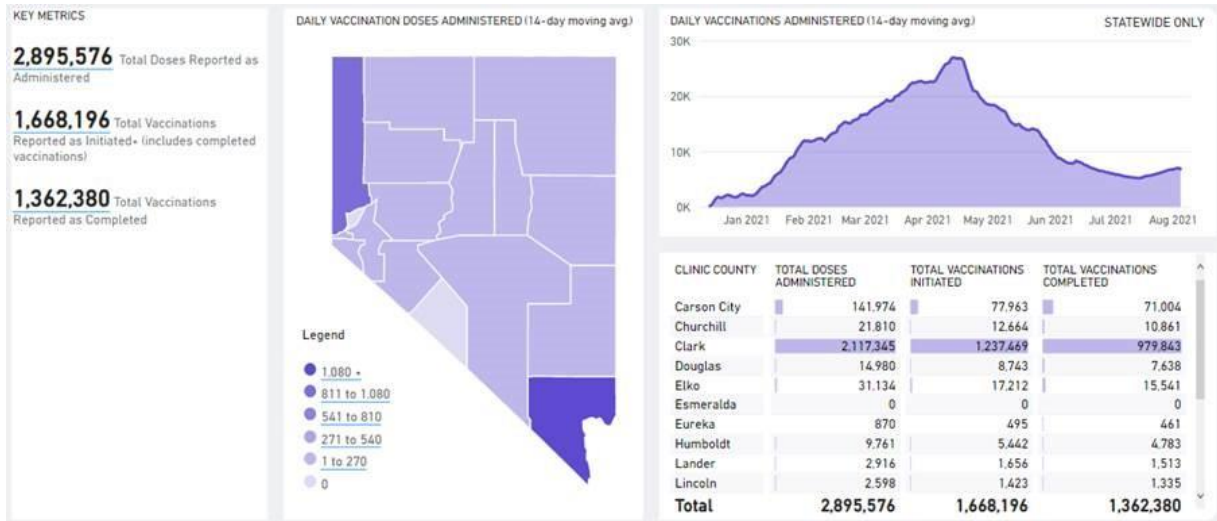 KEY METRICS
2,895,576 Total Doses Reported as
Administered
1,668,196 Total Vaccinations
Reported as Initiated+ (includes completed
vaccinations)
1,362,380 Total Vaccinations
Reported as Completed
DAILY VACCINATION DOSES ADMINISTERED (14-day moving avg.)
Legend
1.080 +
811 to 1.080
541 to 810
271 to 540
1 to 270
0
DAILY VACCINATIONS ADMINISTERED (14-day moving avg.) STATEWIDE ONLY
30K
20K
10K
0K
Jan 2021 Feb 2021 Mar 2021 Apr 2021 May 2021 Jun 2021 Jul 2021 Aug 2021
CLINIC COUNTY TOTAL DOSES TOTAL VACCINATIONS TOTAL VACCINATIONS
ADMINISTERED INITIATED COMPLETED
Carson City 141,974 77,963 71,004
Churchill 21,810 12,664 10,861
Clark 2,117,345 1,237,469 979,843
Douglas 14,980 8,743 7,638
Elko 31,134 17,212 15,541
Esmeralda 0 0 0
Eureka 870 495 461
Humboldt 9,761 5,442 4,783
Lander 2,916 1,656 1,513
Lincoln 2,598 1,423 1,335
Total 2,895,576 1,668,196 1,362,380